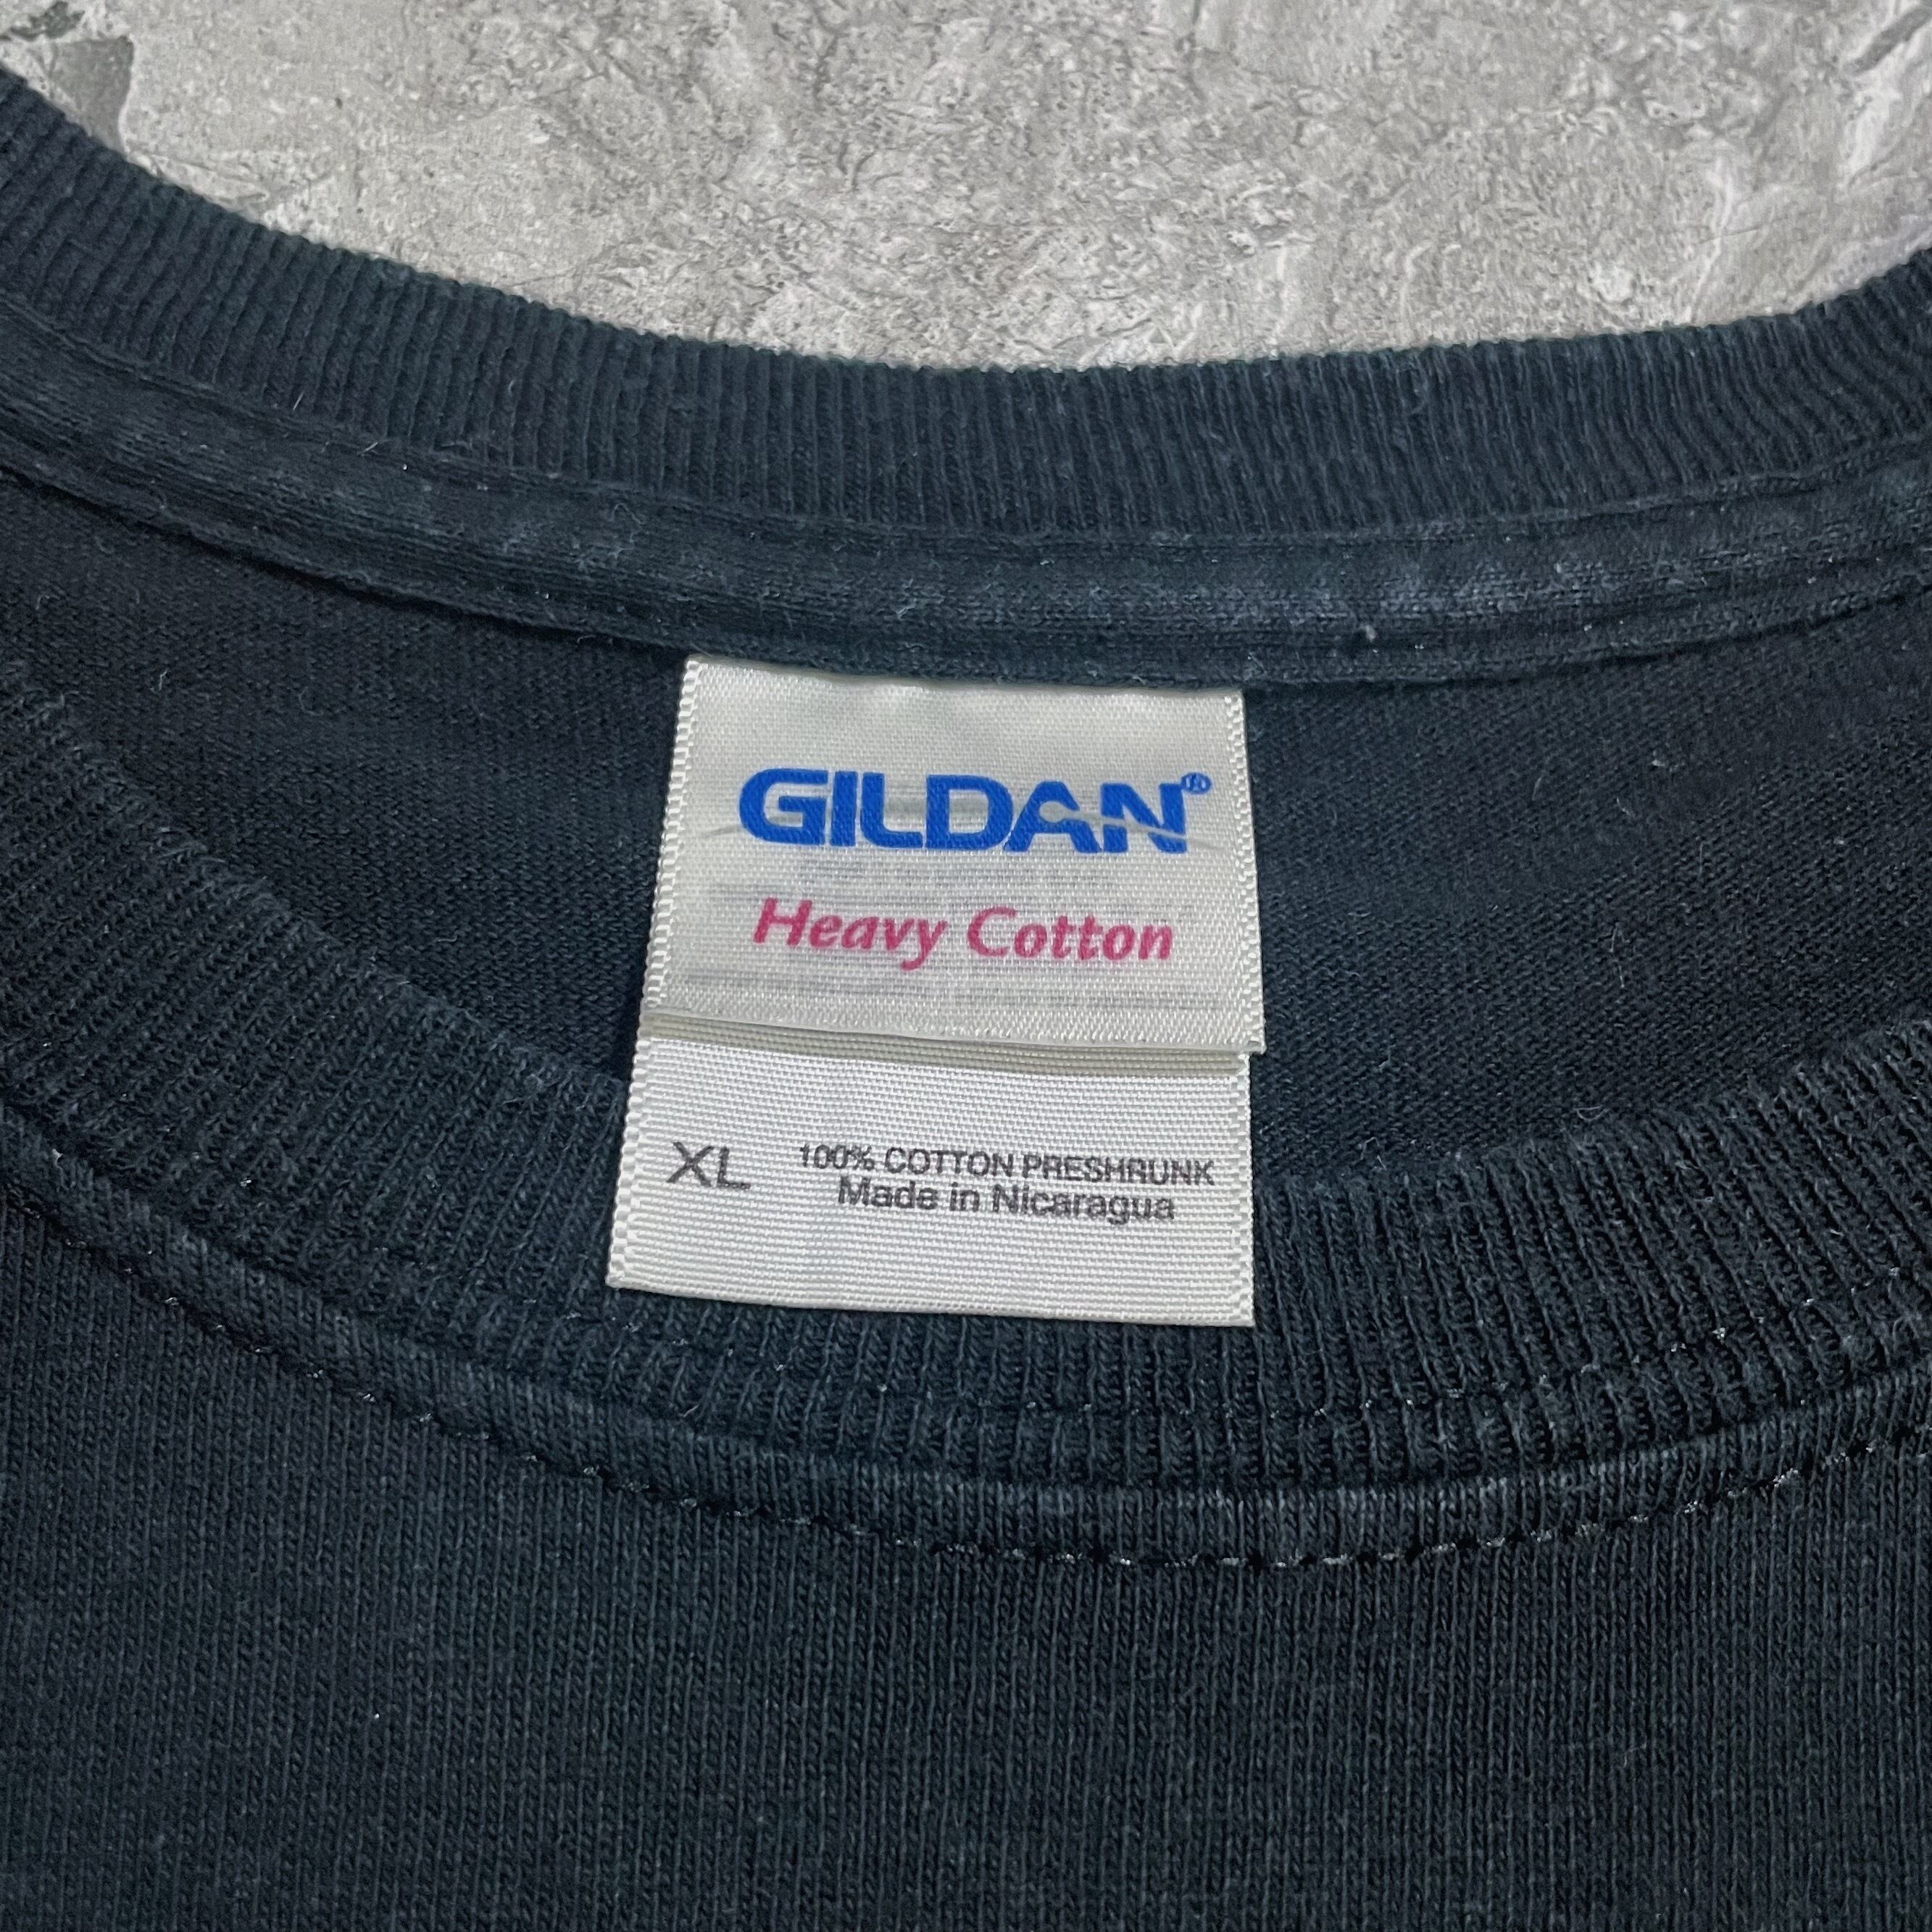 GILDAN®
Heavy Cotton
XL 100% COTTON PRESHRUNK
Made in Nicaragua